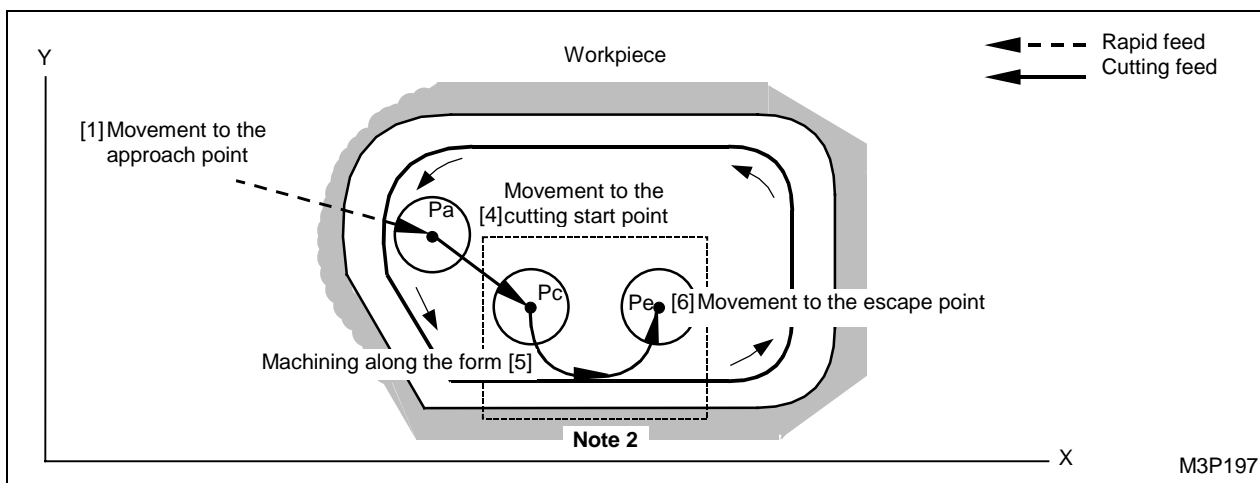 Y
Workpiece
Rapid feed
Cutting feed
[1] Movement to the
approach point
Movement to the
[4] cutting start point
Pa
Pc
Pe
[6] Movement to the escape point
Machining along the form [5]
Note 2
X
M3P197